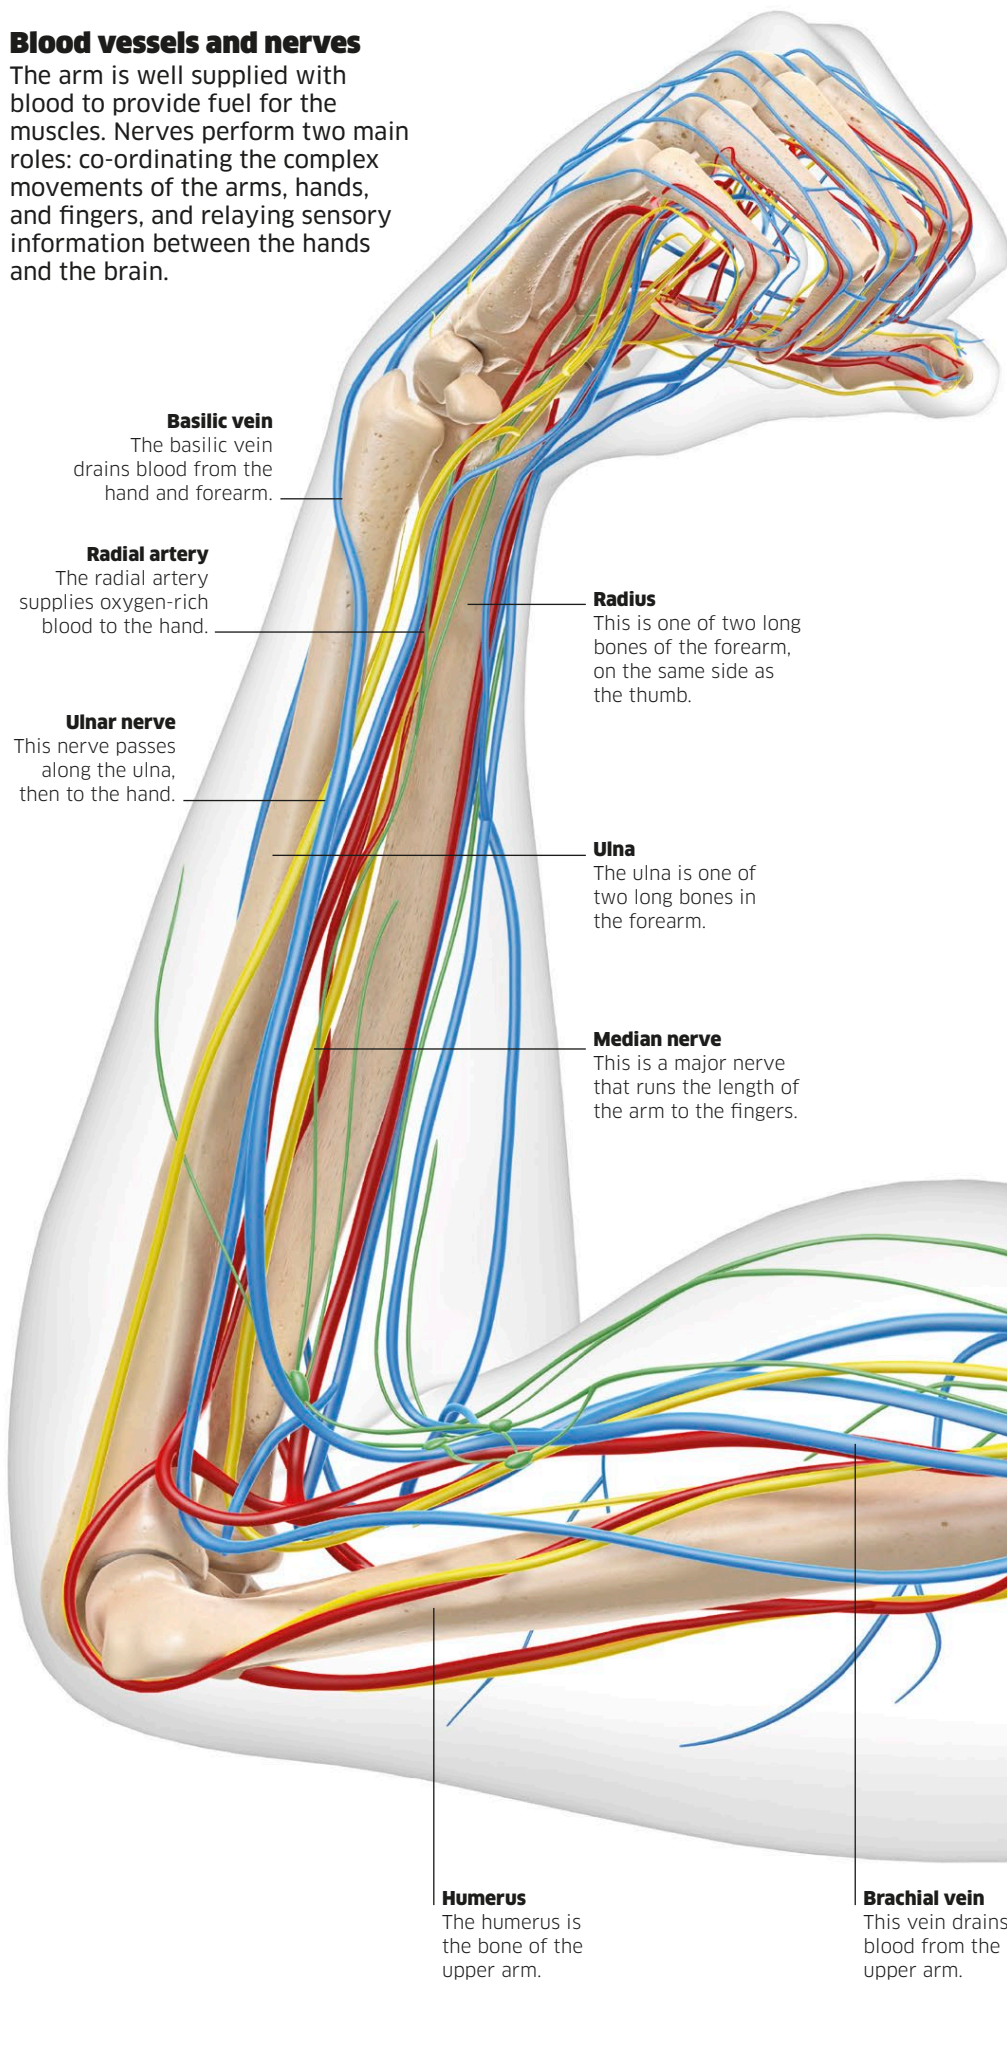 Blood vessels and nerves
The arm is well supplied with
blood to provide fuel for the
muscles. Nerves perform two main
roles: co-ordinating the complex
movements of the arms, hands,
and fingers, and relaying sensory
information between the hands
and the brain.
Basilic vein
The basilic vein
drains blood from the
hand and forearm.
Radial artery
The radial artery
supplies oxygen-rich
blood to the hand.
Radius
This is one of two long
bones of the forearm,
on the same side as
the thumb.
Ulnar nerve
This nerve passes
along the ulna,
then to the hand.
Ulna
The ulna is one of
two long bones in
the forearm.
Median nerve
This is a major nerve
that runs the length of
the arm to the fingers.
Humerus
The humerus is
the bone of the
upper arm.
Brachial vein
This vein drains
blood from the
upper arm.